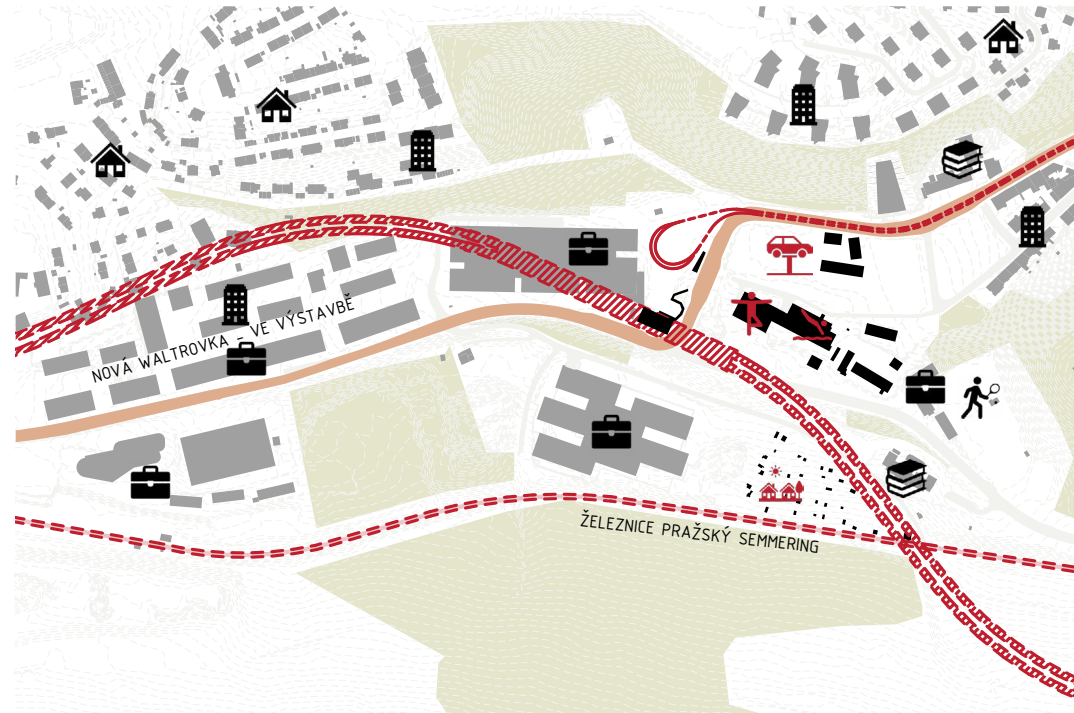 NOVÁ WALTROVKA - VE VÝSTAVBĚ
ŽELEZNICE PRAŽSKÝ SEMMERING